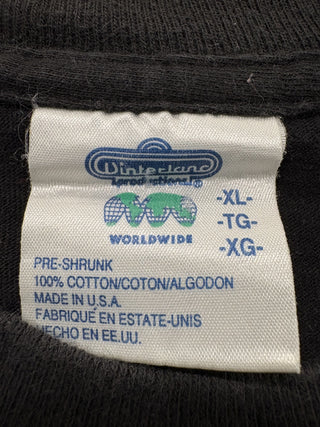 Winterland
productions®
WORLDWIDE
-XL-
-TG-
-XG-
PRE-SHRUNK
100% COTTON/COTON/ALGODON
MADE IN U.S.A.
FABRIQUE EN ESTATE-UNIS
HECHO EN EE.UU.